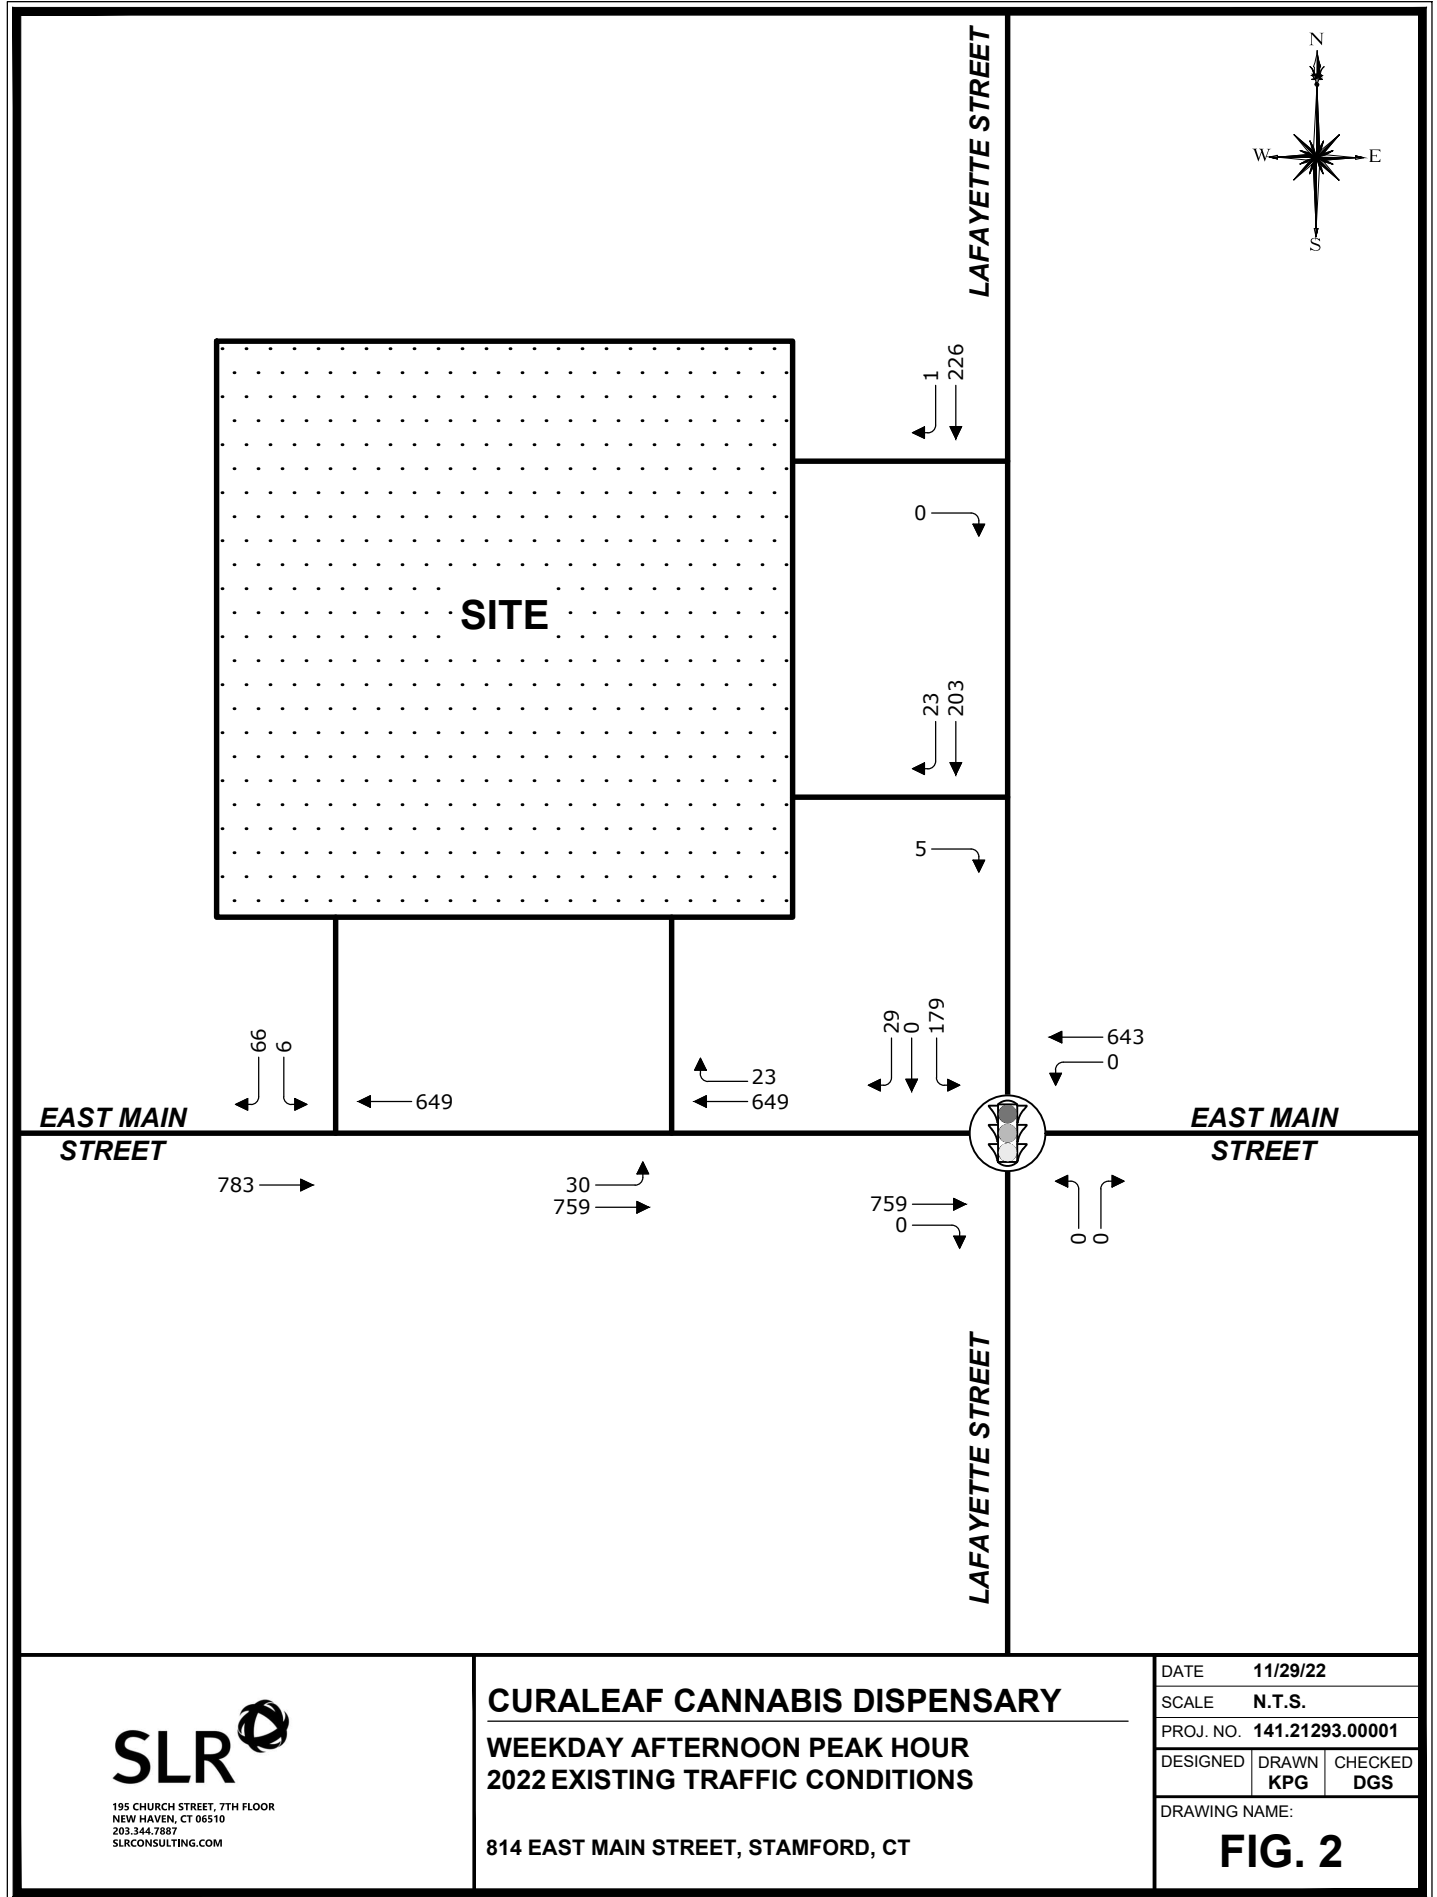 LAFAYETTE STREET
N
W
E
S
1
226
0
SITE
23
203
5
66
6
649
23
649
29
0
179
643
0
EAST MAIN
STREET
EAST MAIN
STREET
783
30
759
759
0
0
0
LAFAYETTE STREET
SLR
195 CHURCH STREET, 7TH FLOOR
NEW HAVEN, CT 06510
203.344.7887
SLRCONSULTING.COM
CURALEAF CANNABIS DISPENSARY
WEEKDAY AFTERNOON PEAK HOUR
2022 EXISTING TRAFFIC CONDITIONS
814 EAST MAIN STREET, STAMFORD, CT
DATE 11/29/22
SCALE N.T.S.
PROJ. NO. 141.21293.00001
DESIGNED DRAWN CHECKED
KPG DGS
DRAWING NAME:
FIG. 2